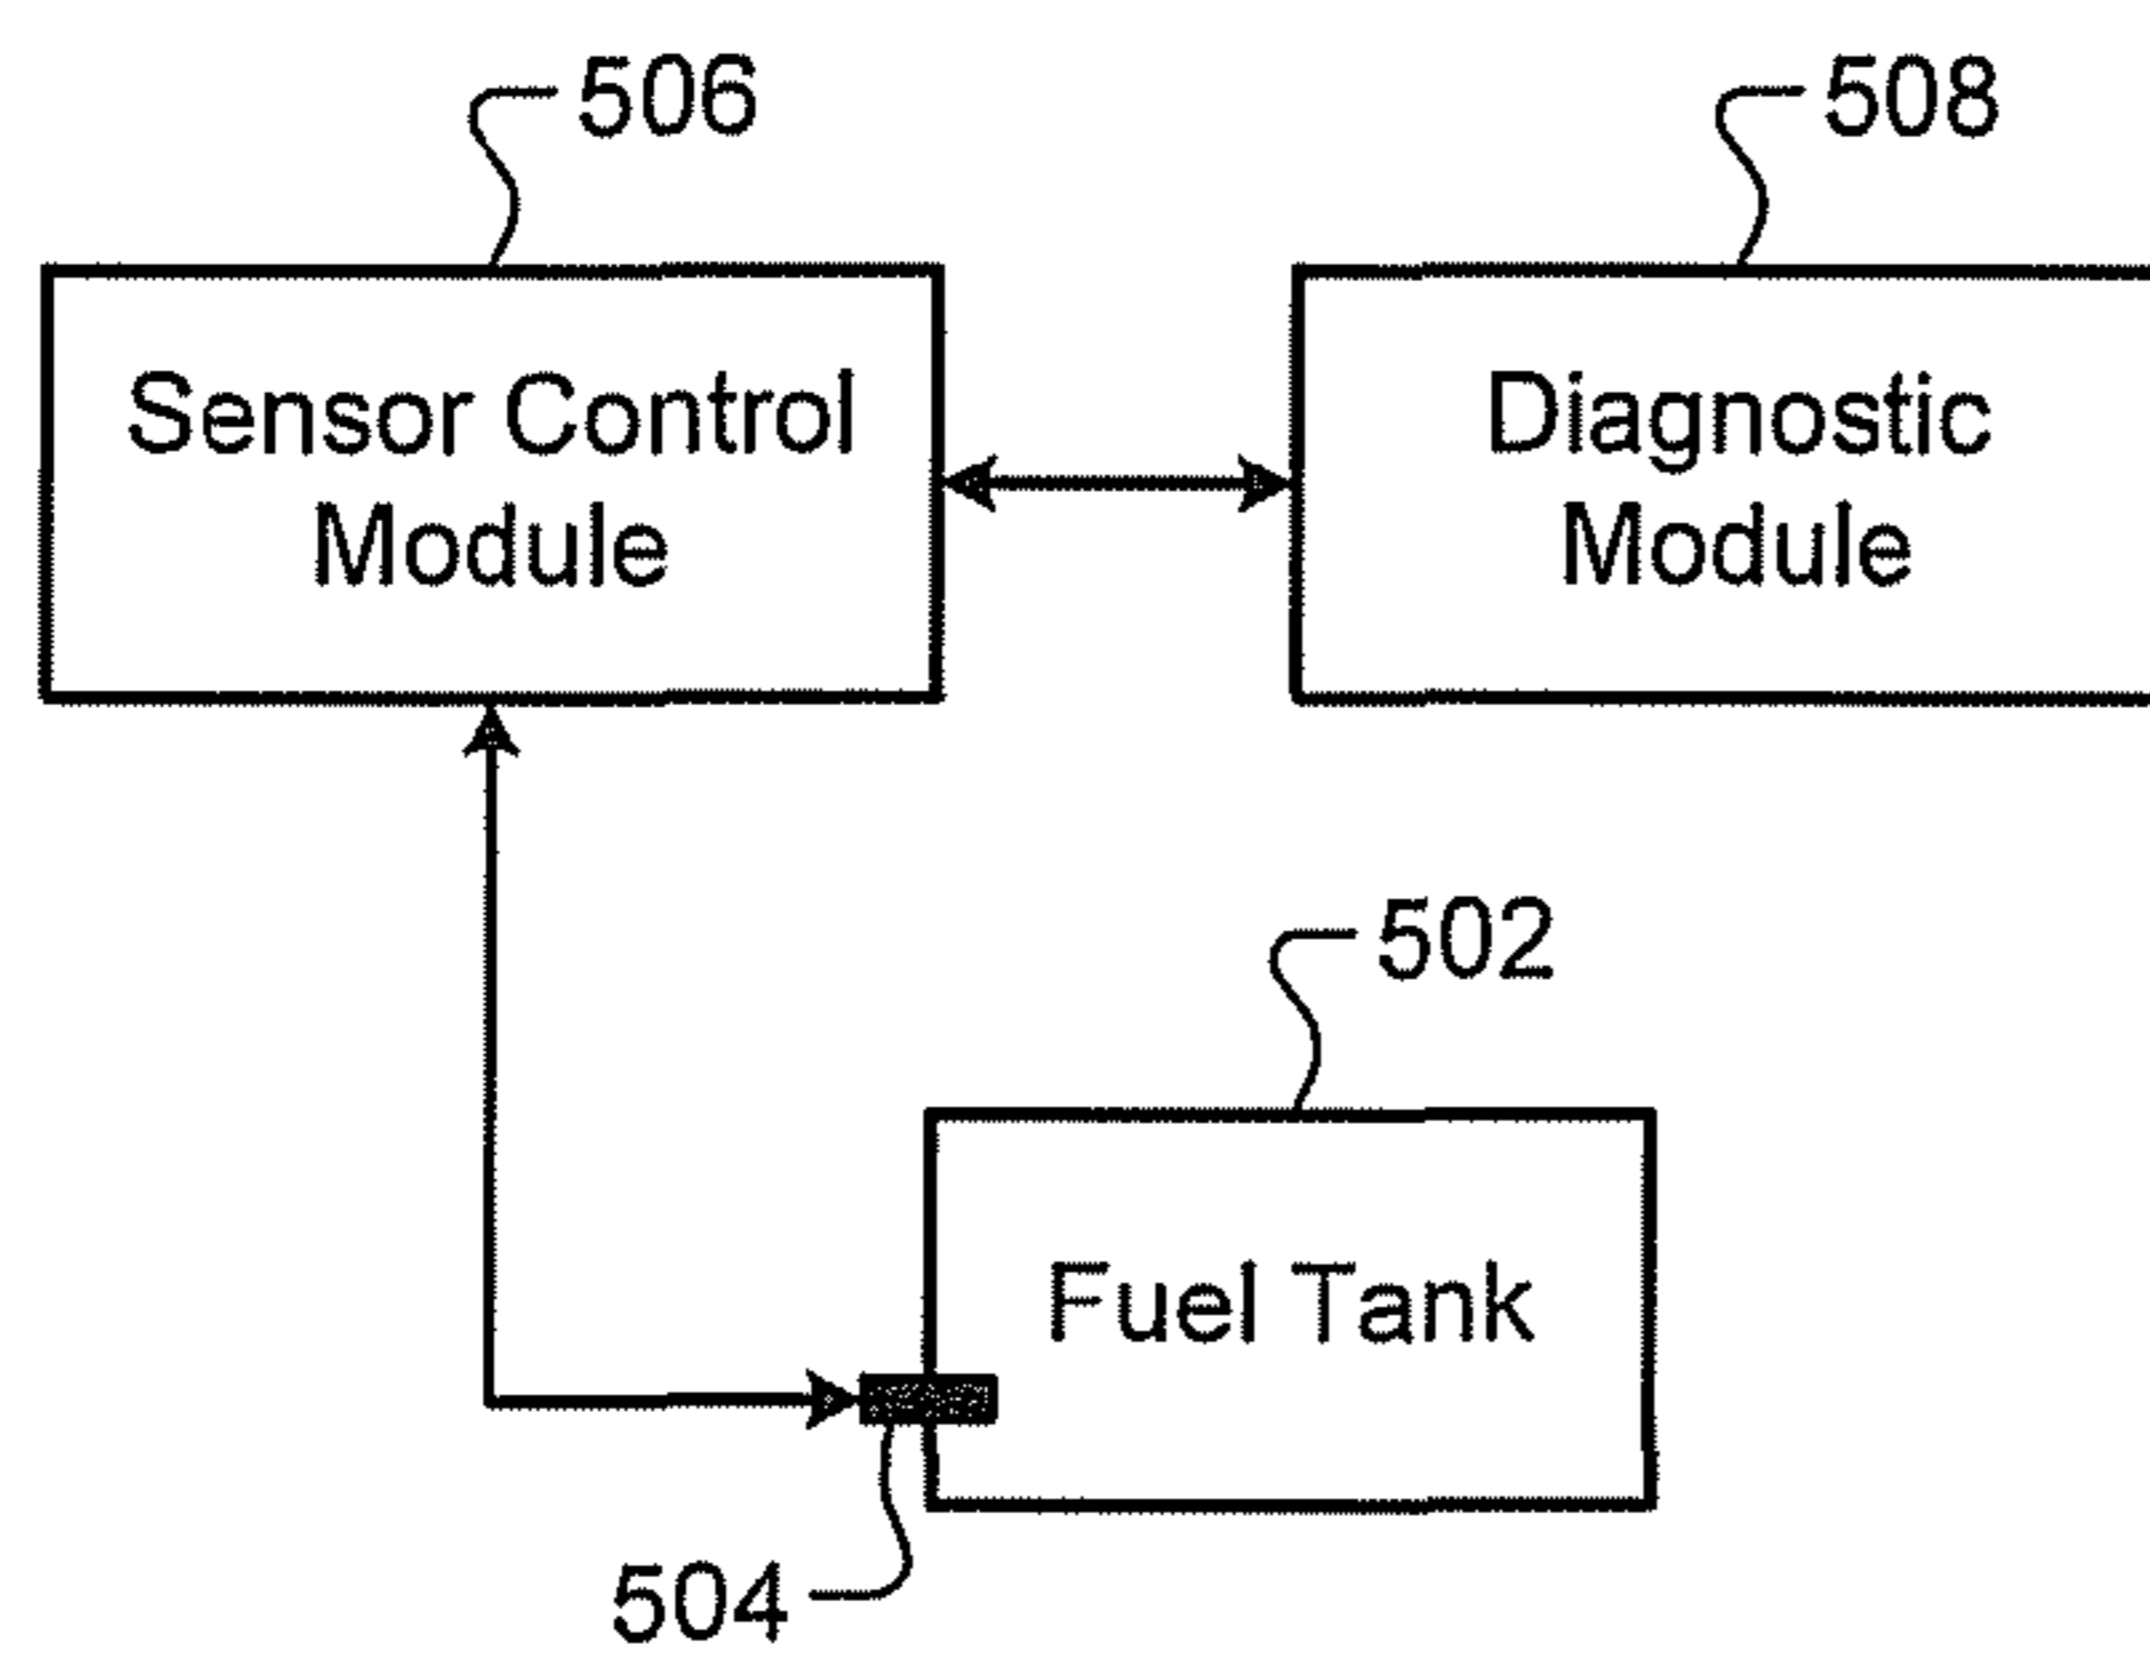 506
508
Sensor Control
Module
Diagnostic
Module
502
Fuel Tank
504